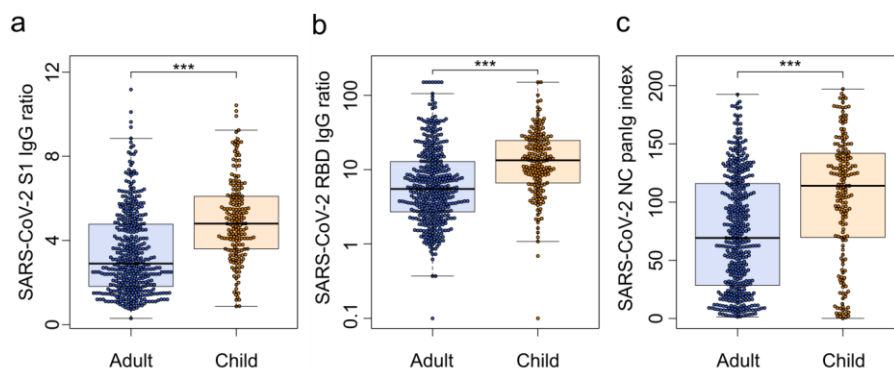 a
SARS-CoV-2 S1 IgG ratio
12
8
4
0
***
Adult
Child
b
SARS-CoV-2 RBD IgG ratio
100
10
1
0.1
***
Adult
Child
c
SARS-CoV-2 NC panIg index
200
150
100
50
0
***
Adult
Child